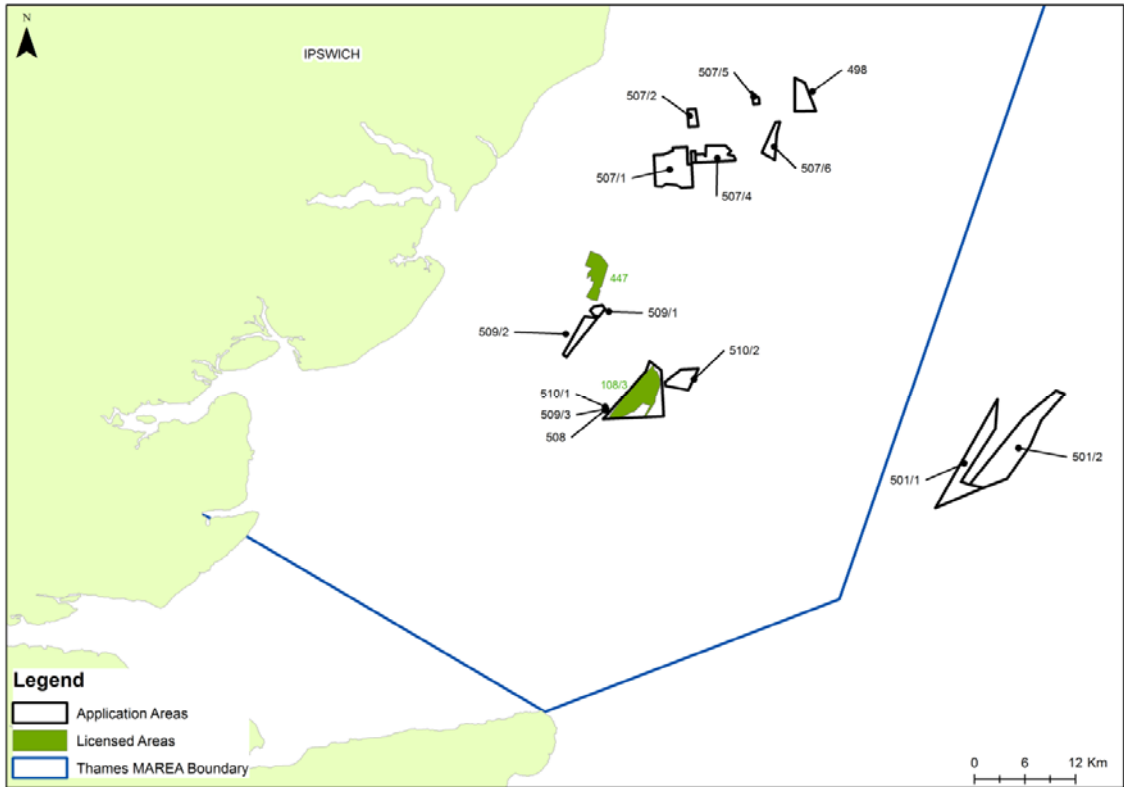 N
IPSWICH
507/5
498
507/2
507/6
507/1
507/4
447
509/1
509/2
510/2
108/3
510/1
509/3
508
501/2
501/1
Legend
Application Areas
Licensed Areas
Thames MAREA Boundary
0 6 12 Km